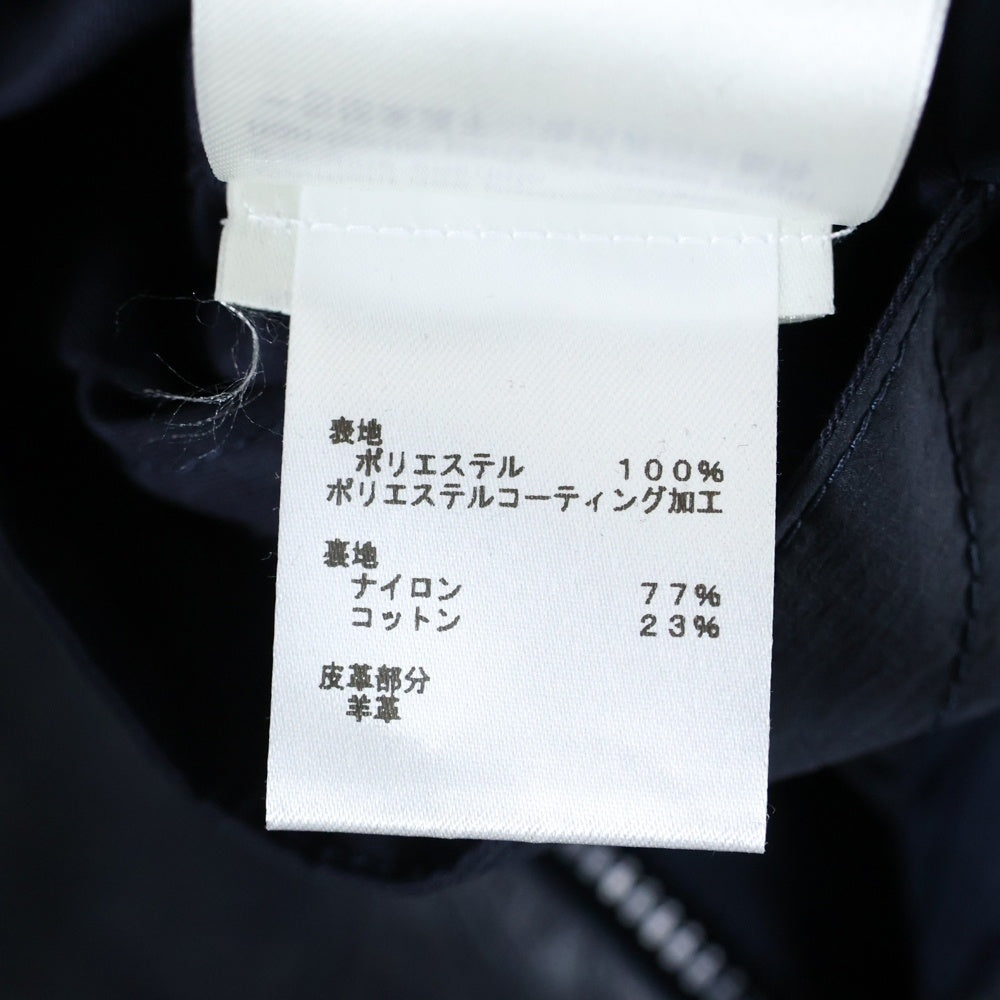 表地
ポリエステル 100%
ポリエステルコーティング加工
裏地
ナイロン 77%
コットン 23%
皮革部分
羊革